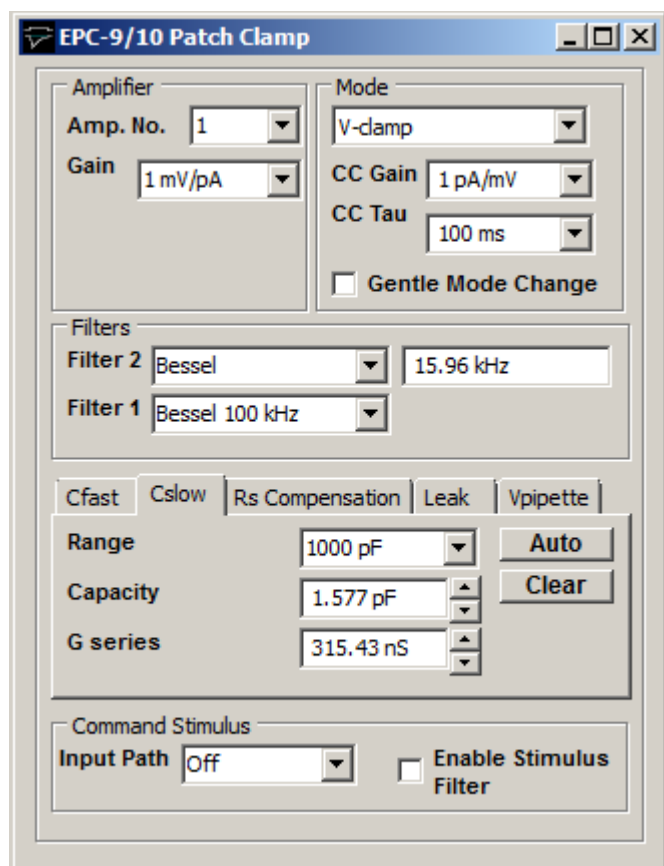 EPC-9/10 Patch Clamp
Amplifier
Amp. No. 1
Gain 1 mV/pA
Mode
V-clamp
CC Gain 1 pA/mV
CC Tau 100 ms
Gentle Mode Change
Filters
Filter 2 Bessel 15.96 kHz
Filter 1 Bessel 100 kHz
Cfast Cslow Rs Compensation Leak Vpipette
Range 1000 pF Auto
Capacity 1.577 pF Clear
G series 315.43 nS
Command Stimulus
Input Path Off Enable Stimulus
Filter